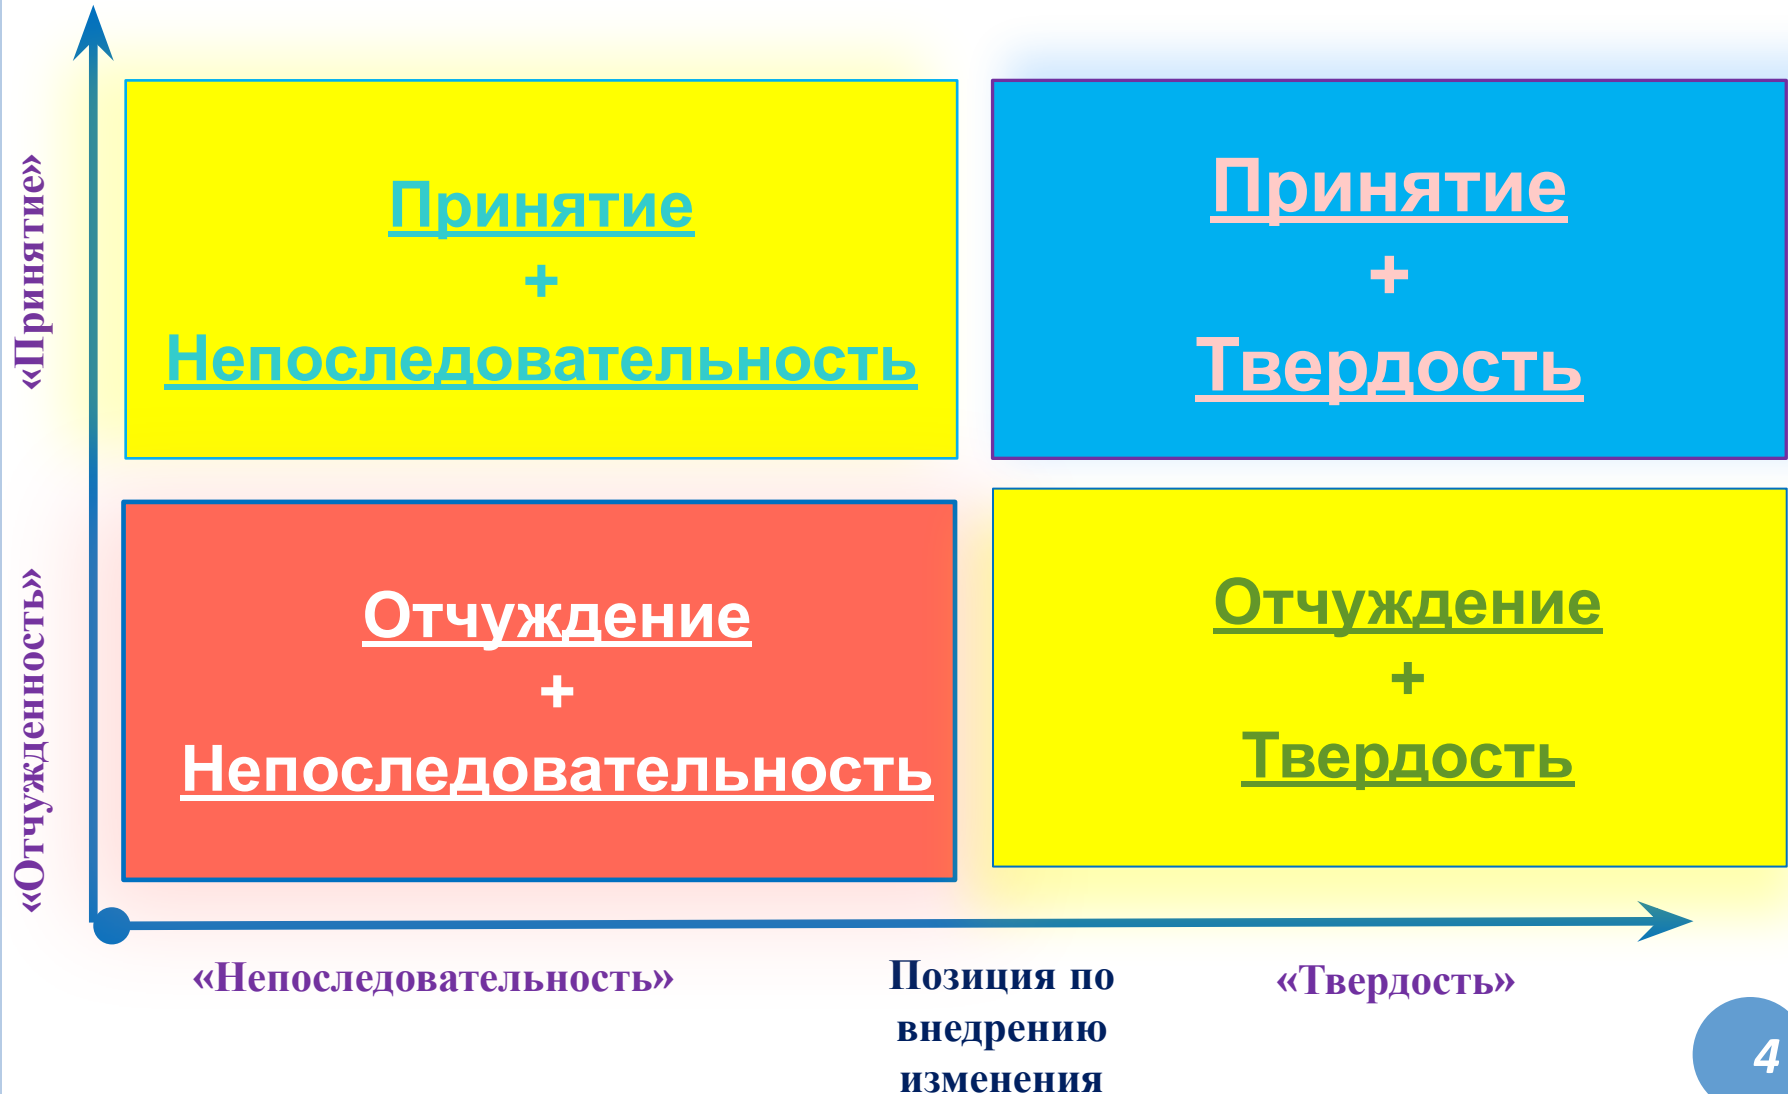 «Принятие»
Принятие
+
Непоследовательность
Принятие
+
Твердость
«Отчужденность»
Отчуждение
+
Непоследовательность
Отчуждение
+
Твердость
«Непоследовательность»
Позиция по
внедрению
изменения
«Твердость»
4